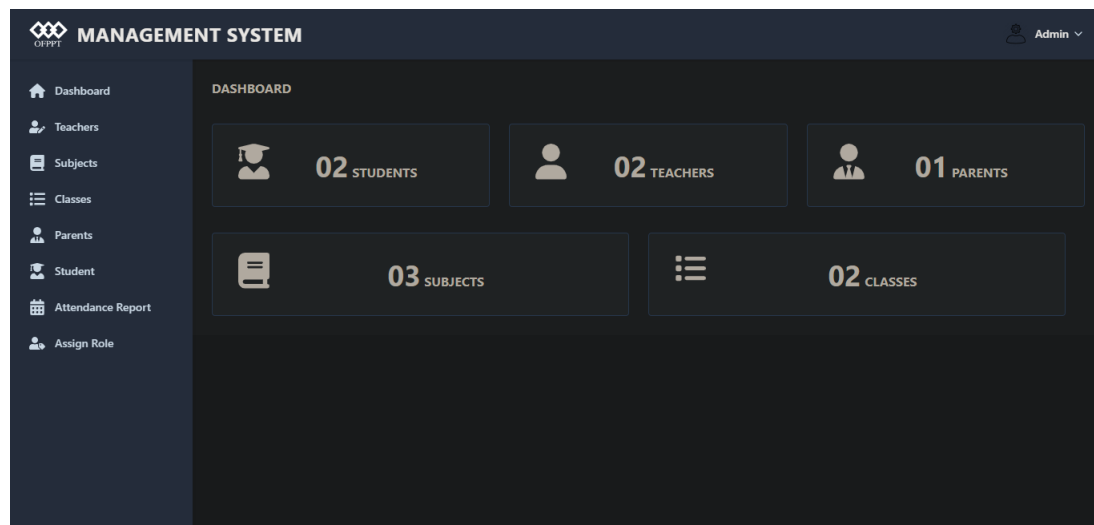 OFPPT
MANAGEMENT SYSTEM
Admin
Dashboard
Teachers
Subjects
Classes
Parents
Student
Attendance Report
Assign Role
DASHBOARD
02 STUDENTS
02 TEACHERS
01 PARENTS
03 SUBJECTS
02 CLASSES